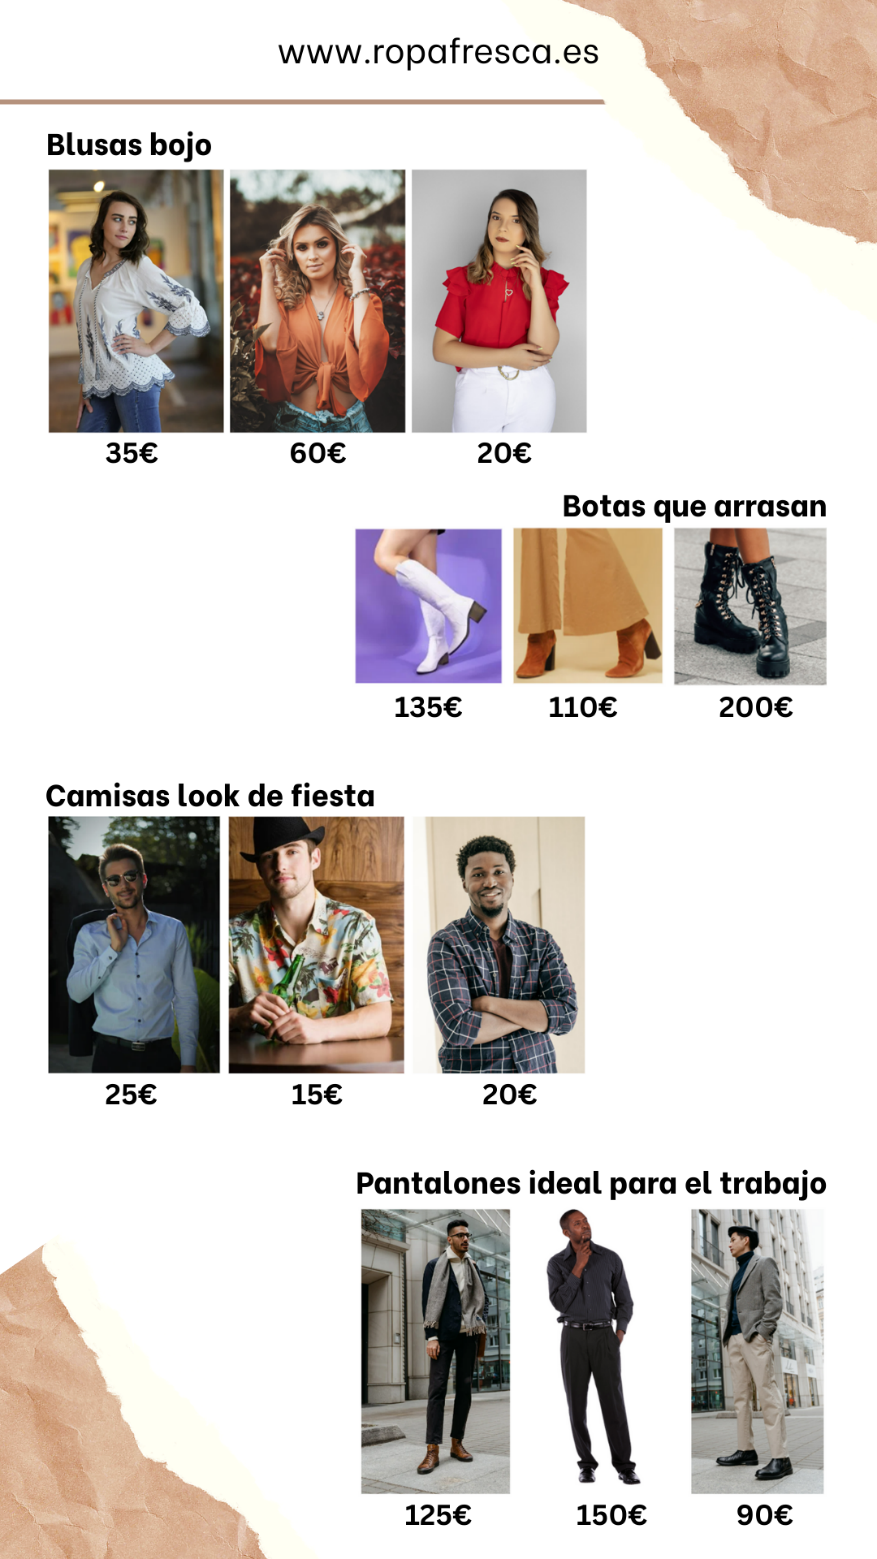 www.ropafresca.es
Blusas bojo
35€ 60€ 20€
Botas que arrasan
135€ 110€ 200€
Camisas look de fiesta
25€ 15€ 20€
Pantalones ideal para el trabajo
125€ 150€ 90€